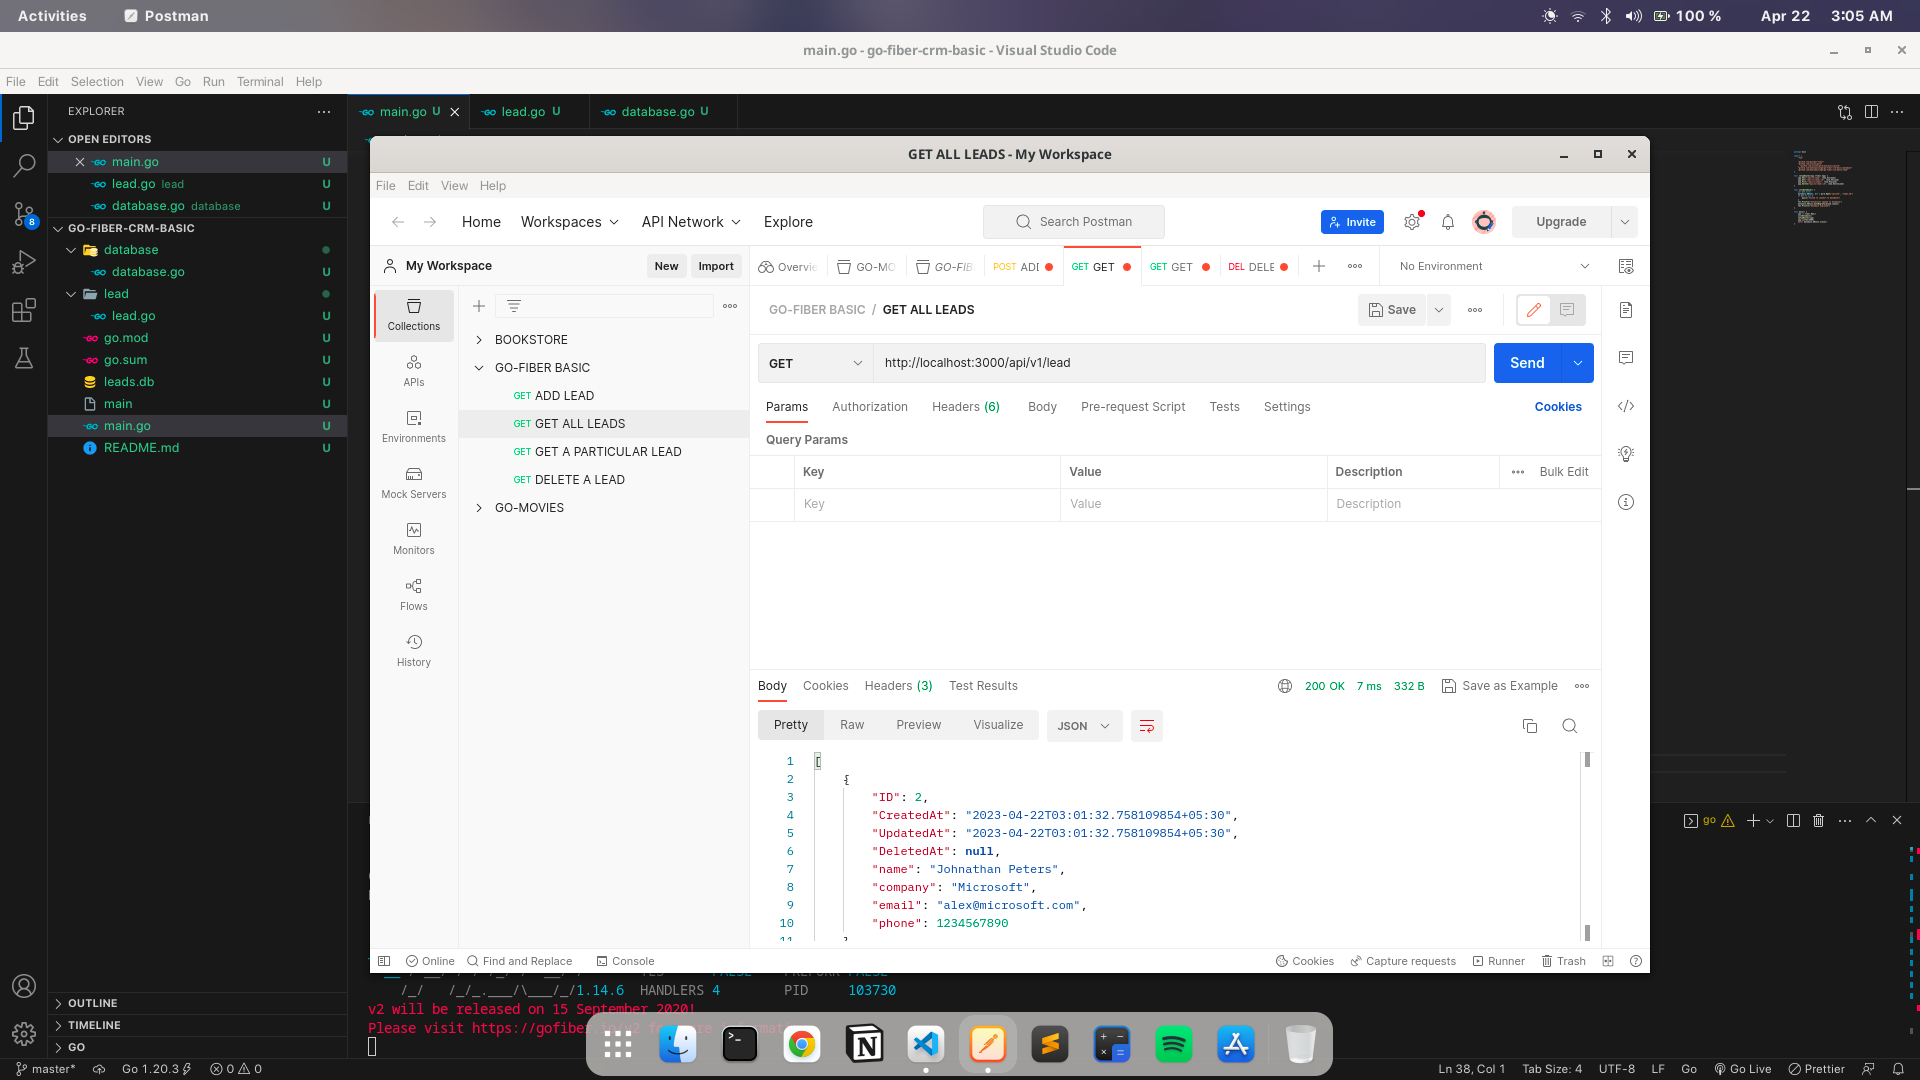 Activities Postman 100 % Apr 22 3:05 AM
main.go - go-fiber-crm-basic - Visual Studio Code
File Edit Selection View Go Run Terminal Help
EXPLORER
main.go U lead.go U database.go U
OPEN EDITORS
main.go U
lead.go lead U
database.go database U
GO-FIBER-CRM-BASIC
database
database.go U
lead
lead.go U
go.mod U
go.sum U
leads.db U
main U
main.go U
README.md U
8
OUTLINE
TIMELINE
GO
GET ALL LEADS - My Workspace
File Edit View Help
Home Workspaces API Network Explore Search Postman Invite Upgrade
My Workspace New Import
Overvie GO-MO GO-FIB POST ADD GET GET GET GET DEL DELE No Environment
Collections
APIs
Environments
Mock Servers
Monitors
Flows
History
BOOKSTORE
GO-FIBER BASIC
GET ADD LEAD
GET GET ALL LEADS
GET GET A PARTICULAR LEAD
GET DELETE A LEAD
GO-MOVIES
GO-FIBER BASIC / GET ALL LEADS Save
GET http://localhost:3000/api/v1/lead Send
Params Authorization Headers (6) Body Pre-request Script Tests Settings Cookies
Query Params
Key Value Description Bulk Edit
Key Value Description
Body Cookies Headers (3) Test Results 200 OK 7 ms 332 B Save as Example
Pretty Raw Preview Visualize JSON
1 [
2 {
3 "ID": 2,
4 "CreatedAt": "2023-04-22T03:01:32.758109854+05:30",
5 "UpdatedAt": "2023-04-22T03:01:32.758109854+05:30",
6 "DeletedAt": null,
7 "name": "Johnathan Peters",
8 "company": "Microsoft",
9 "email": "alex@microsoft.com",
10 "phone": 1234567890
11 }
Online Find and Replace Console Cookies Capture requests Runner Trash
go
/_/ /_/_.___/\___/_/1.14.6 HANDLERS 4 PID 103730
v2 will be released on 15 September 2020!
Please visit https://gofiber.io/v2
master* Go 1.20.3 0 0 Ln 38, Col 1 Tab Size: 4 UTF-8 LF Go Go Live Prettier